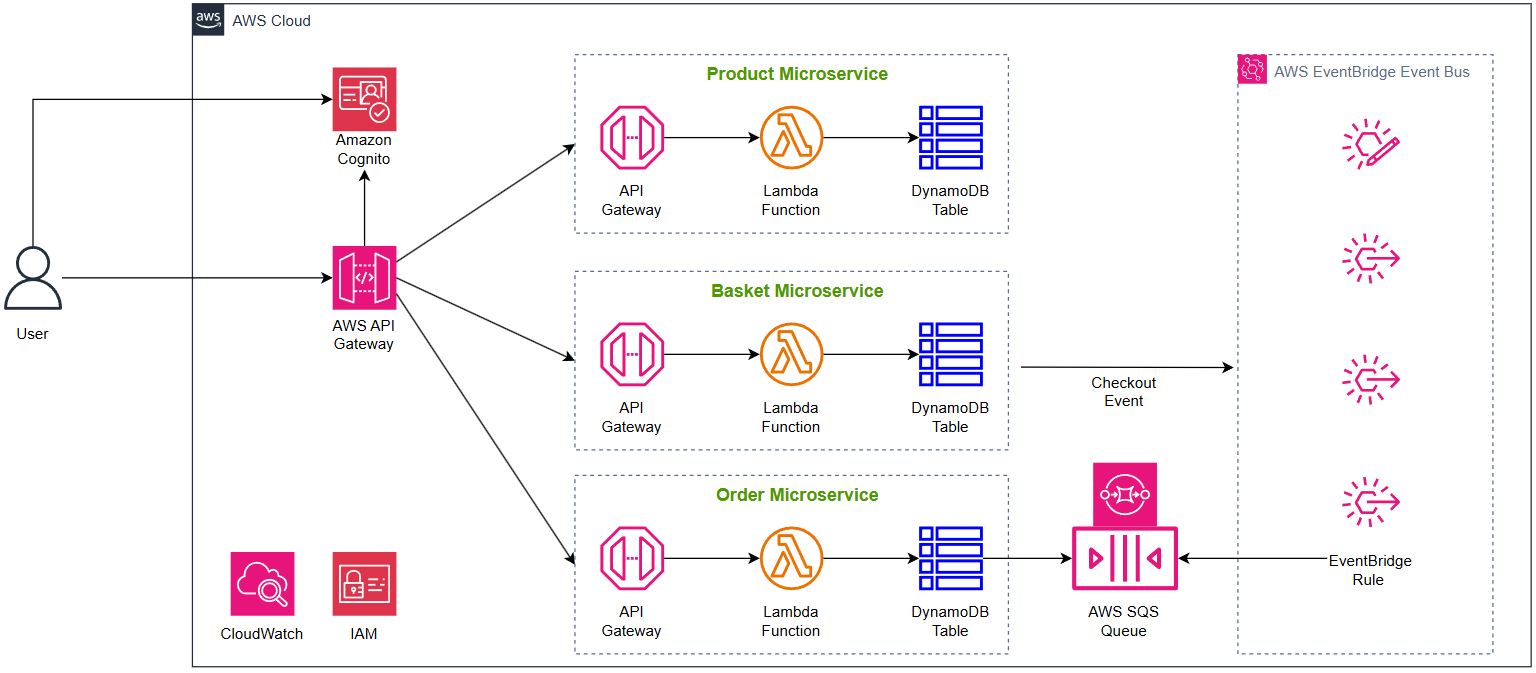 aws
AWS Cloud
Amazon
Cognito
User
AWS API
Gateway
CloudWatch
IAM
Product Microservice
API
Gateway
Lambda
Function
DynamoDB
Table
Basket Microservice
API
Gateway
Lambda
Function
DynamoDB
Table
Order Microservice
API
Gateway
Lambda
Function
DynamoDB
Table
Checkout
Event
AWS SQS
Queue
AWS EventBridge Event Bus
EventBridge
Rule